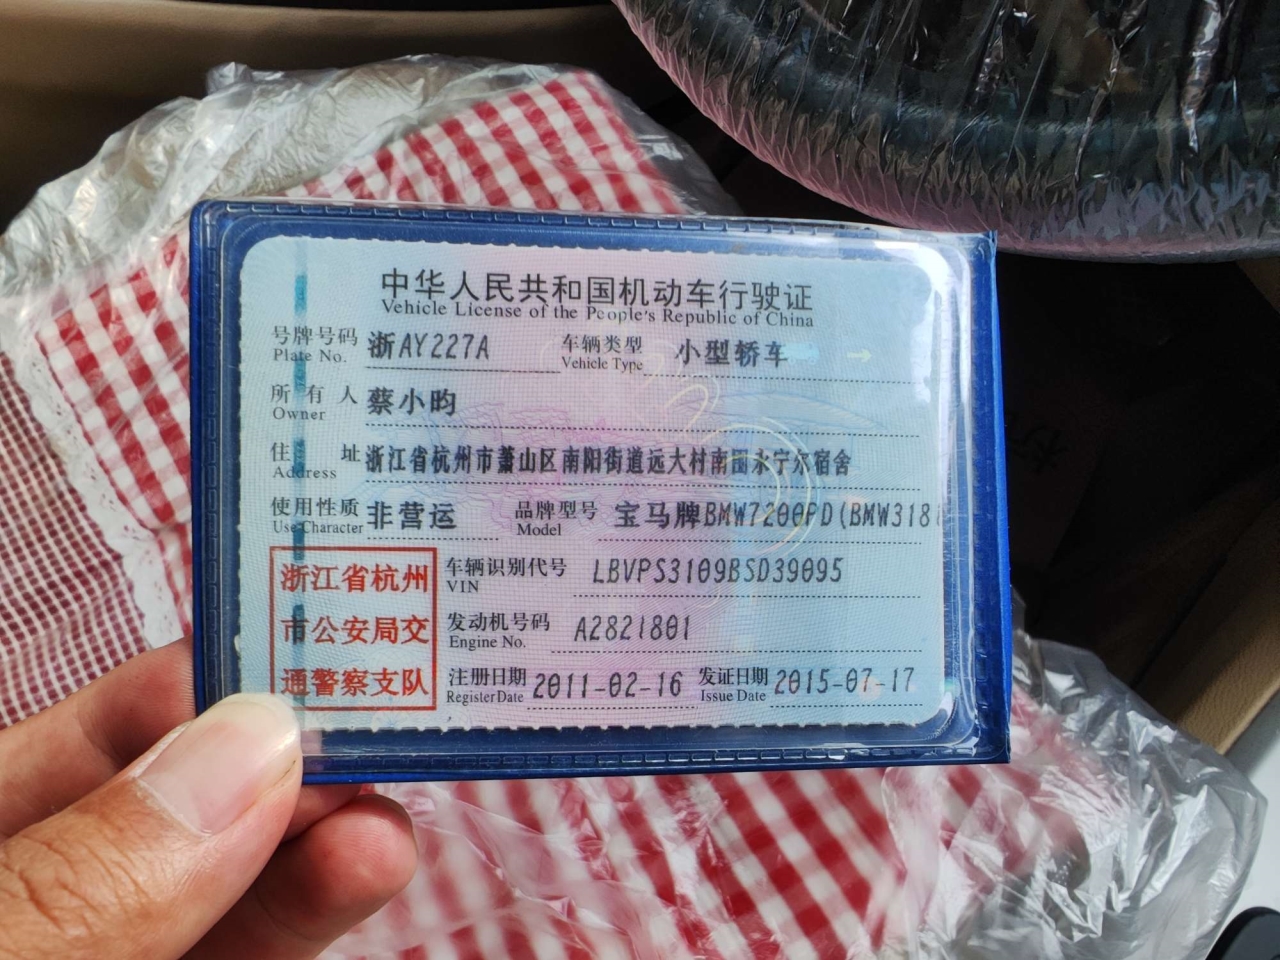 中华人民共和国机动车行驶证
Vehicle License of the People's Republic of China
号牌号码 浙AY227A 车辆类型 小型轿车
Plate No. Vehicle Type
所有人 蔡小昀
Owner
住址 浙江省杭州市萧山区南阳街道远大村南 永宁尔宿舍
Address
使用性质 非营运 品牌型号 宝马牌BMW7200PD(BMW318
Use Character Model
浙江省杭州 车辆识别代号 LBVPS3109BSD39095
VIN
市公安局交 发动机号码 A2821801
Engine No.
通警察支队 注册日期 2011-02-16 发证日期 2015-07-17
Register Date Issue Date